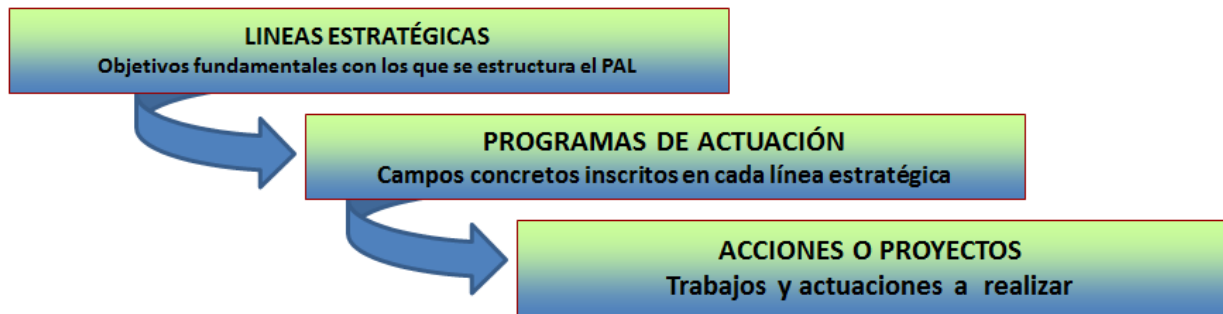 LINEAS ESTRATÉGICAS
Objetivos fundamentales con los que se estructura el PAL
PROGRAMAS DE ACTUACIÓN
Campos concretos inscritos en cada línea estratégica
ACCIONES O PROYECTOS
Trabajos y actuaciones a realizar